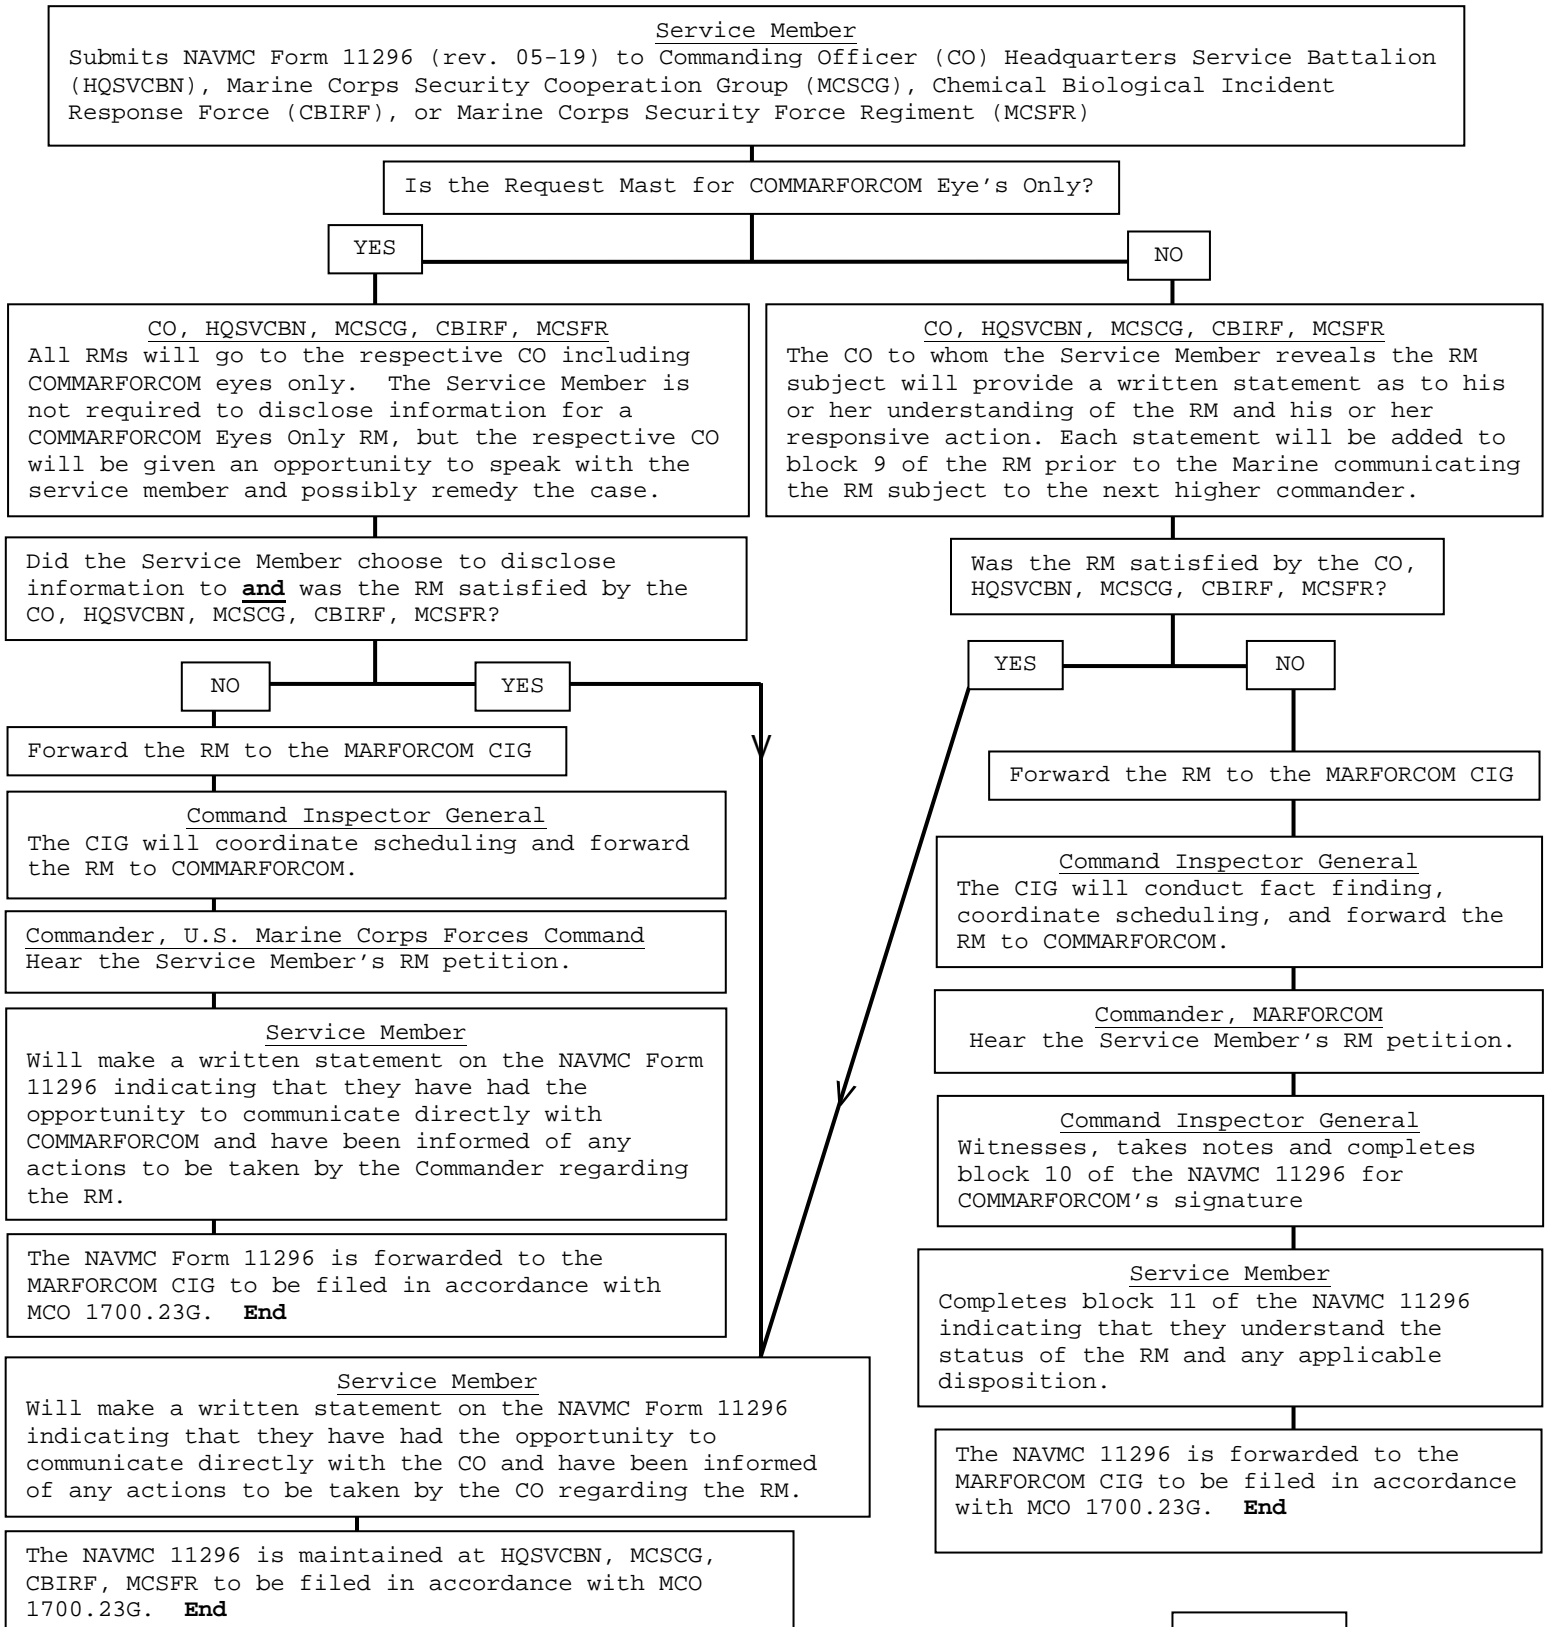 Service Member
Submits NAVMC Form 11296 (rev. 05-19) to Commanding Officer (CO) Headquarters Service Battalion
(HQSVCBN), Marine Corps Security Cooperation Group (MCSCG), Chemical Biological Incident
Response Force (CBIRF), or Marine Corps Security Force Regiment (MCSFR)
Is the Request Mast for COMMARFORCOM Eye's Only?
YES
NO
CO, HQSVCBN, MCSCG, CBIRF, MCSFR
All RMs will go to the respective CO including
COMMARFORCOM eyes only.  The Service Member is
not required to disclose information for a
COMMARFORCOM Eyes Only RM, but the respective CO
will be given an opportunity to speak with the
service member and possibly remedy the case.
CO, HQSVCBN, MCSCG, CBIRF, MCSFR
The CO to whom the Service Member reveals the RM
subject will provide a written statement as to his
or her understanding of the RM and his or her
responsive action. Each statement will be added to
block 9 of the RM prior to the Marine communicating
the RM subject to the next higher commander.
Did the Service Member choose to disclose
information to and was the RM satisfied by the
CO, HQSVCBN, MCSCG, CBIRF, MCSFR?
Was the RM satisfied by the CO,
HQSVCBN, MCSCG, CBIRF, MCSFR?
NO
YES
YES
NO
Forward the RM to the MARFORCOM CIG
Command Inspector General
The CIG will coordinate scheduling and forward
the RM to COMMARFORCOM.
Commander, U.S. Marine Corps Forces Command
Hear the Service Member's RM petition.
Service Member
Will make a written statement on the NAVMC Form
11296 indicating that they have had the
opportunity to communicate directly with
COMMARFORCOM and have been informed of any
actions to be taken by the Commander regarding
the RM.
The NAVMC Form 11296 is forwarded to the
MARFORCOM CIG to be filed in accordance with
MCO 1700.23G.  End
Service Member
Will make a written statement on the NAVMC Form 11296
indicating that they have had the opportunity to
communicate directly with the CO and have been informed
of any actions to be taken by the CO regarding the RM.
The NAVMC 11296 is maintained at HQSVCBN, MCSCG,
CBIRF, MCSFR to be filed in accordance with MCO
1700.23G.  End
Forward the RM to the MARFORCOM CIG
Command Inspector General
The CIG will conduct fact finding,
coordinate scheduling, and forward the
RM to COMMARFORCOM.
Commander, MARFORCOM
Hear the Service Member's RM petition.
Command Inspector General
Witnesses, takes notes and completes
block 10 of the NAVMC 11296 for
COMMARFORCOM's signature
Service Member
Completes block 11 of the NAVMC 11296
indicating that they understand the
status of the RM and any applicable
disposition.
The NAVMC 11296 is forwarded to the
MARFORCOM CIG to be filed in accordance
with MCO 1700.23G.  End